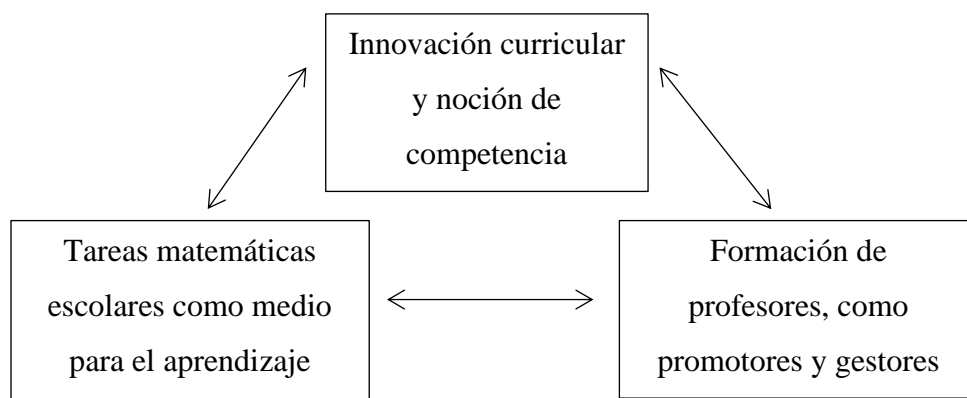 Innovación curricular
y noción de
competencia
Tareas matemáticas
escolares como medio
para el aprendizaje
Formación de
profesores, como
promotores y gestores